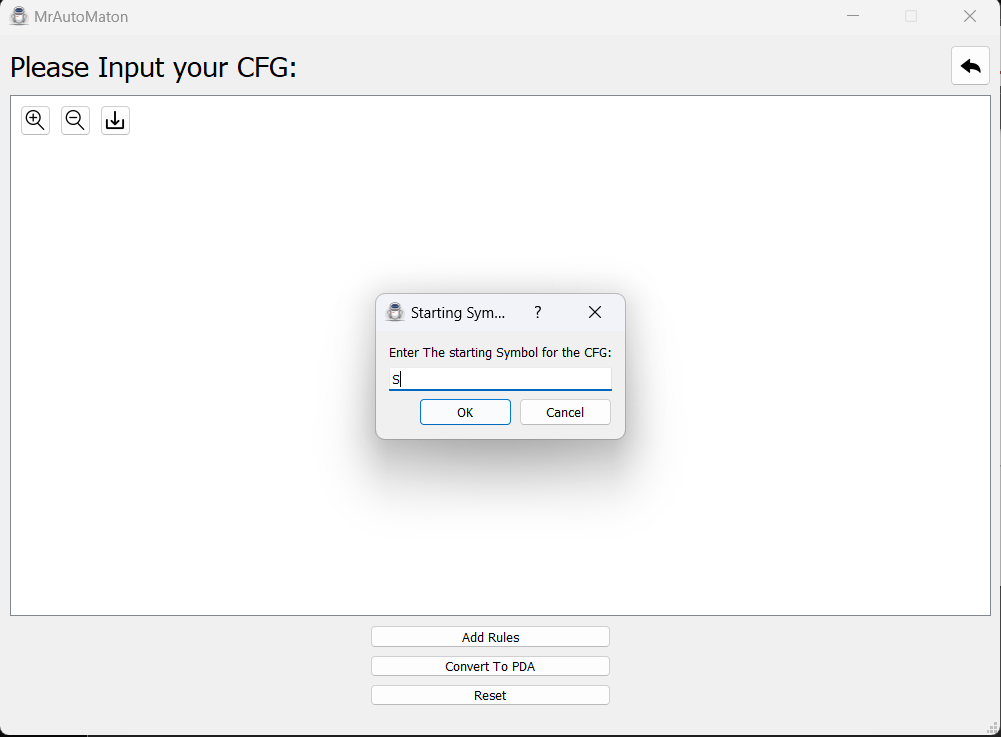 MrAutoMaton
Please Input your CFG:
Starting Sym... ?
Enter The starting Symbol for the CFG:
S
OK Cancel
Add Rules
Convert To PDA
Reset